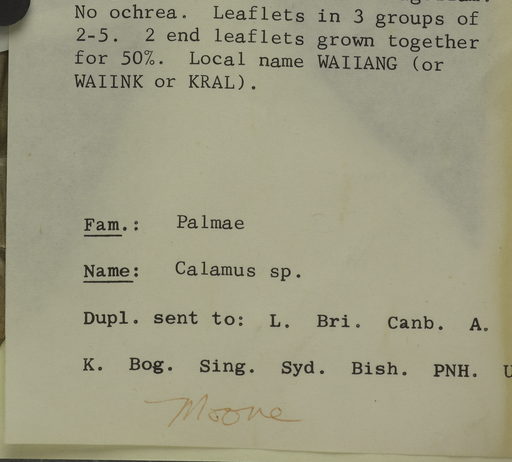 No ochrea. Leaflets in 3 groups of
2-5. 2 end leaflets grown together
for 50%. Local name WAIIANG (or
WAIINK or KRAL).
Fam.: Palmae
Name: Calamus sp.
Dupl. sent to: L. Bri. Canb. A.
K. Bog. Sing. Syd. Bish. PNH. U
Moore